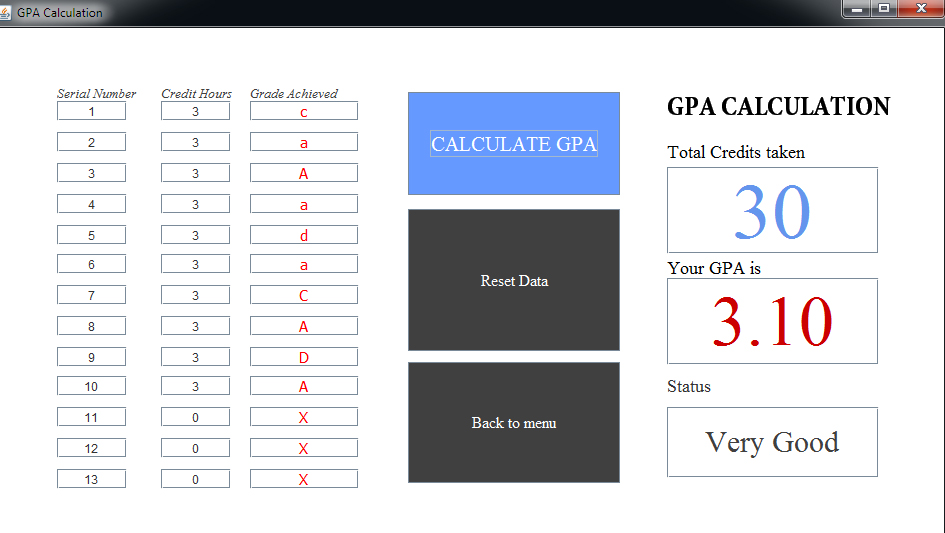 GPA Calculation
Serial Number Credit Hours Grade Achieved
1 3 c
2 3 a
3 3 A
4 3 a
5 3 d
6 3 a
7 3 C
8 3 A
9 3 D
10 3 A
11 0 X
12 0 X
13 0 X
CALCULATE GPA
Reset Data
Back to menu
GPA CALCULATION
Total Credits taken
30
Your GPA is
3.10
Status
Very Good